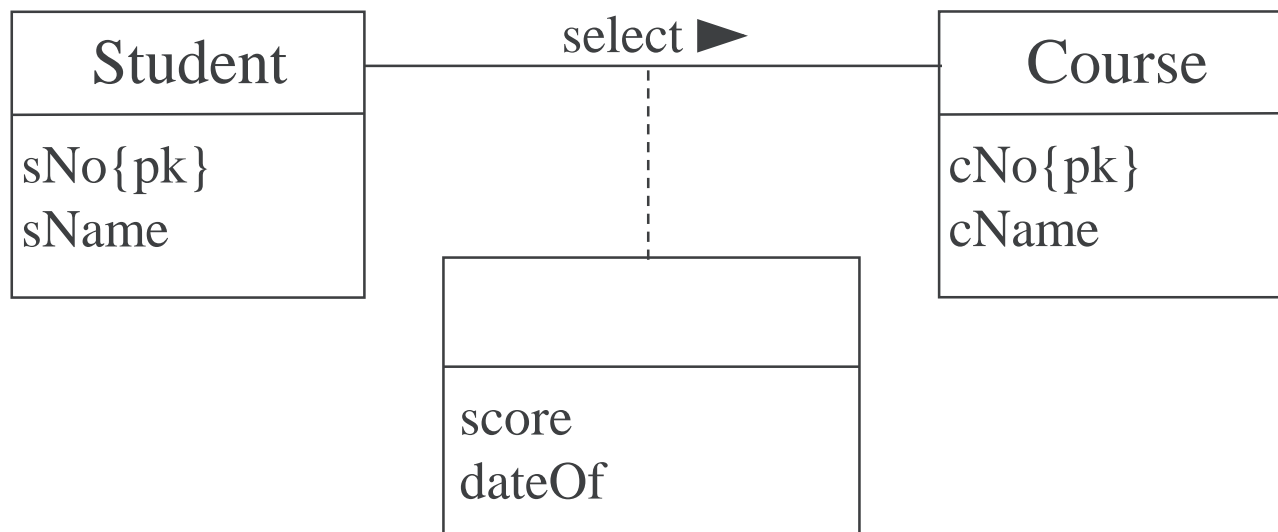 Student
select ►
Course
sNo{pk}
sName
cNo{pk}
cName
score
dateOf